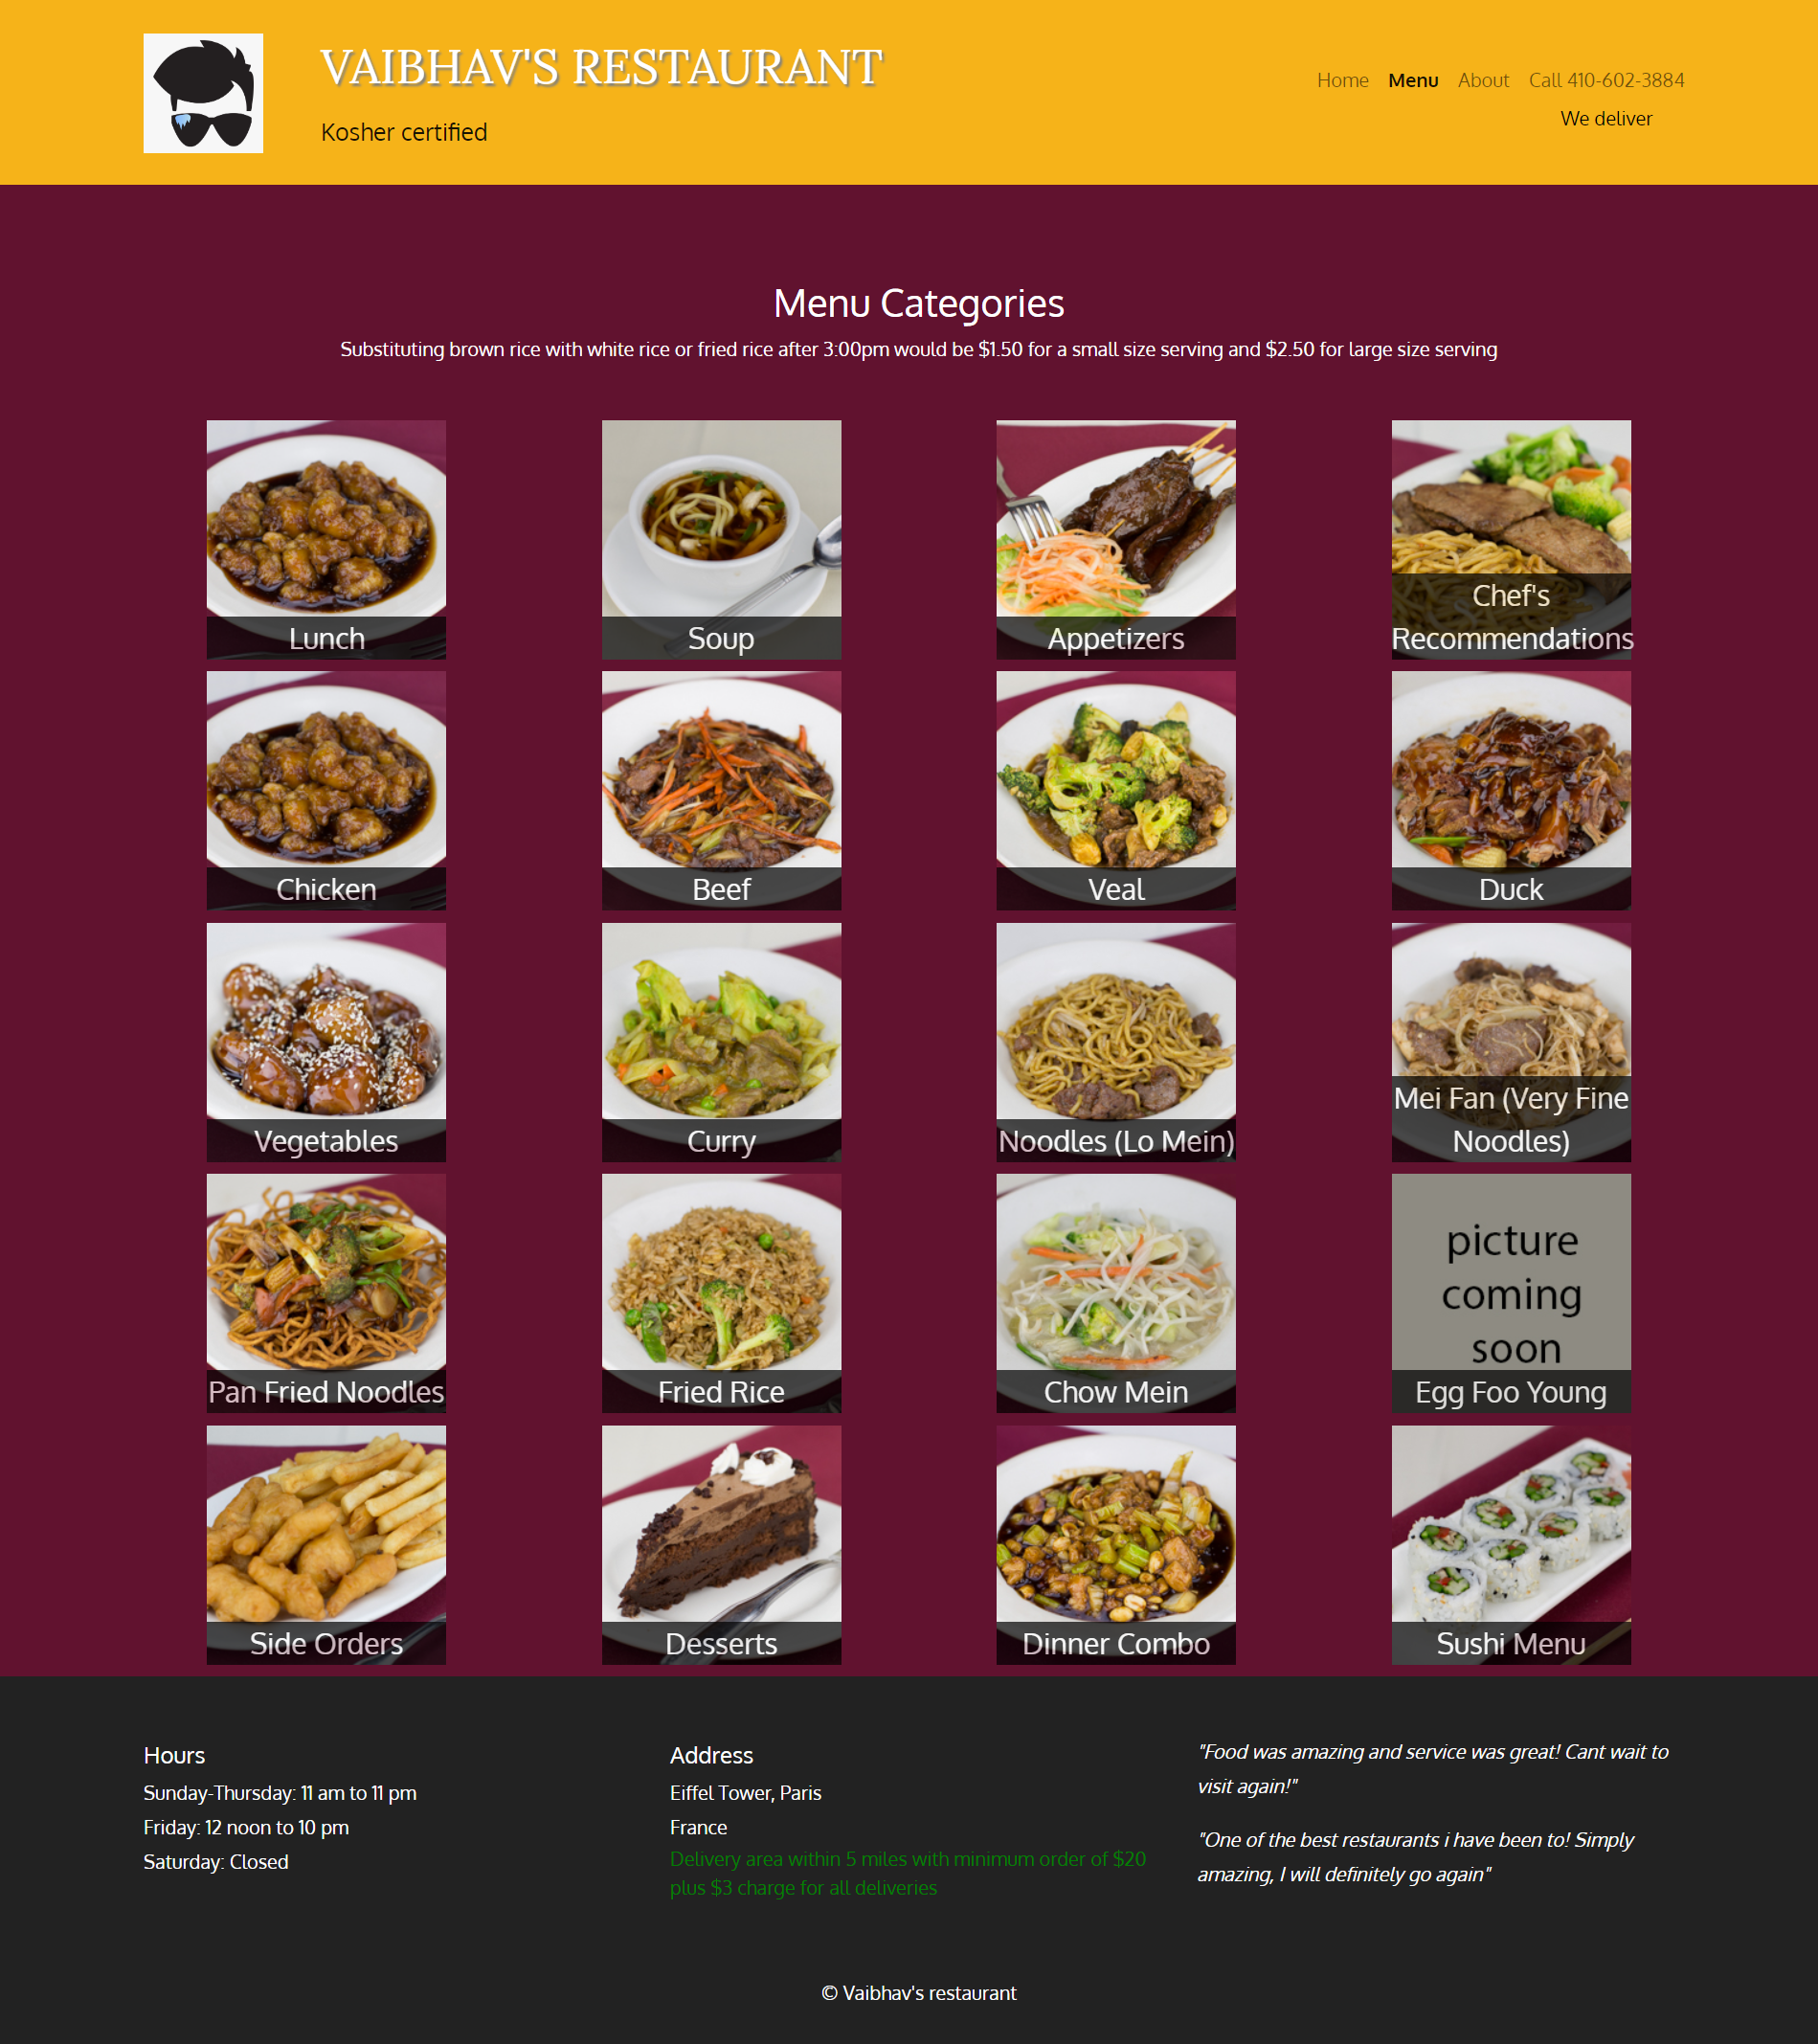 VAIBHAV'S RESTAURANT
Kosher certified
Home Menu About Call 410-602-3884
We deliver
Menu Categories
Substituting brown rice with white rice or fried rice after 3:00pm would be $1.50 for a small size serving and $2.50 for large size serving
Lunch
Soup
Appetizers
Chef's
Recommendations
Chicken
Beef
Veal
Duck
Vegetables
Curry
Noodles (Lo Mein)
Mei Fan (Very Fine
Noodles)
Pan Fried Noodles
Fried Rice
Chow Mein
picture
coming
soon
Egg Foo Young
Side Orders
Desserts
Dinner Combo
Sushi Menu
Hours
Sunday-Thursday: 11 am to 11 pm
Friday: 12 noon to 10 pm
Saturday: Closed
Address
Eiffel Tower, Paris
France
Delivery area within 5 miles with minimum order of $20
plus $3 charge for all deliveries
"Food was amazing and service was great! Cant wait to
visit again!"
"One of the best restaurants i have been to! Simply
amazing, I will definitely go again"
© Vaibhav's restaurant